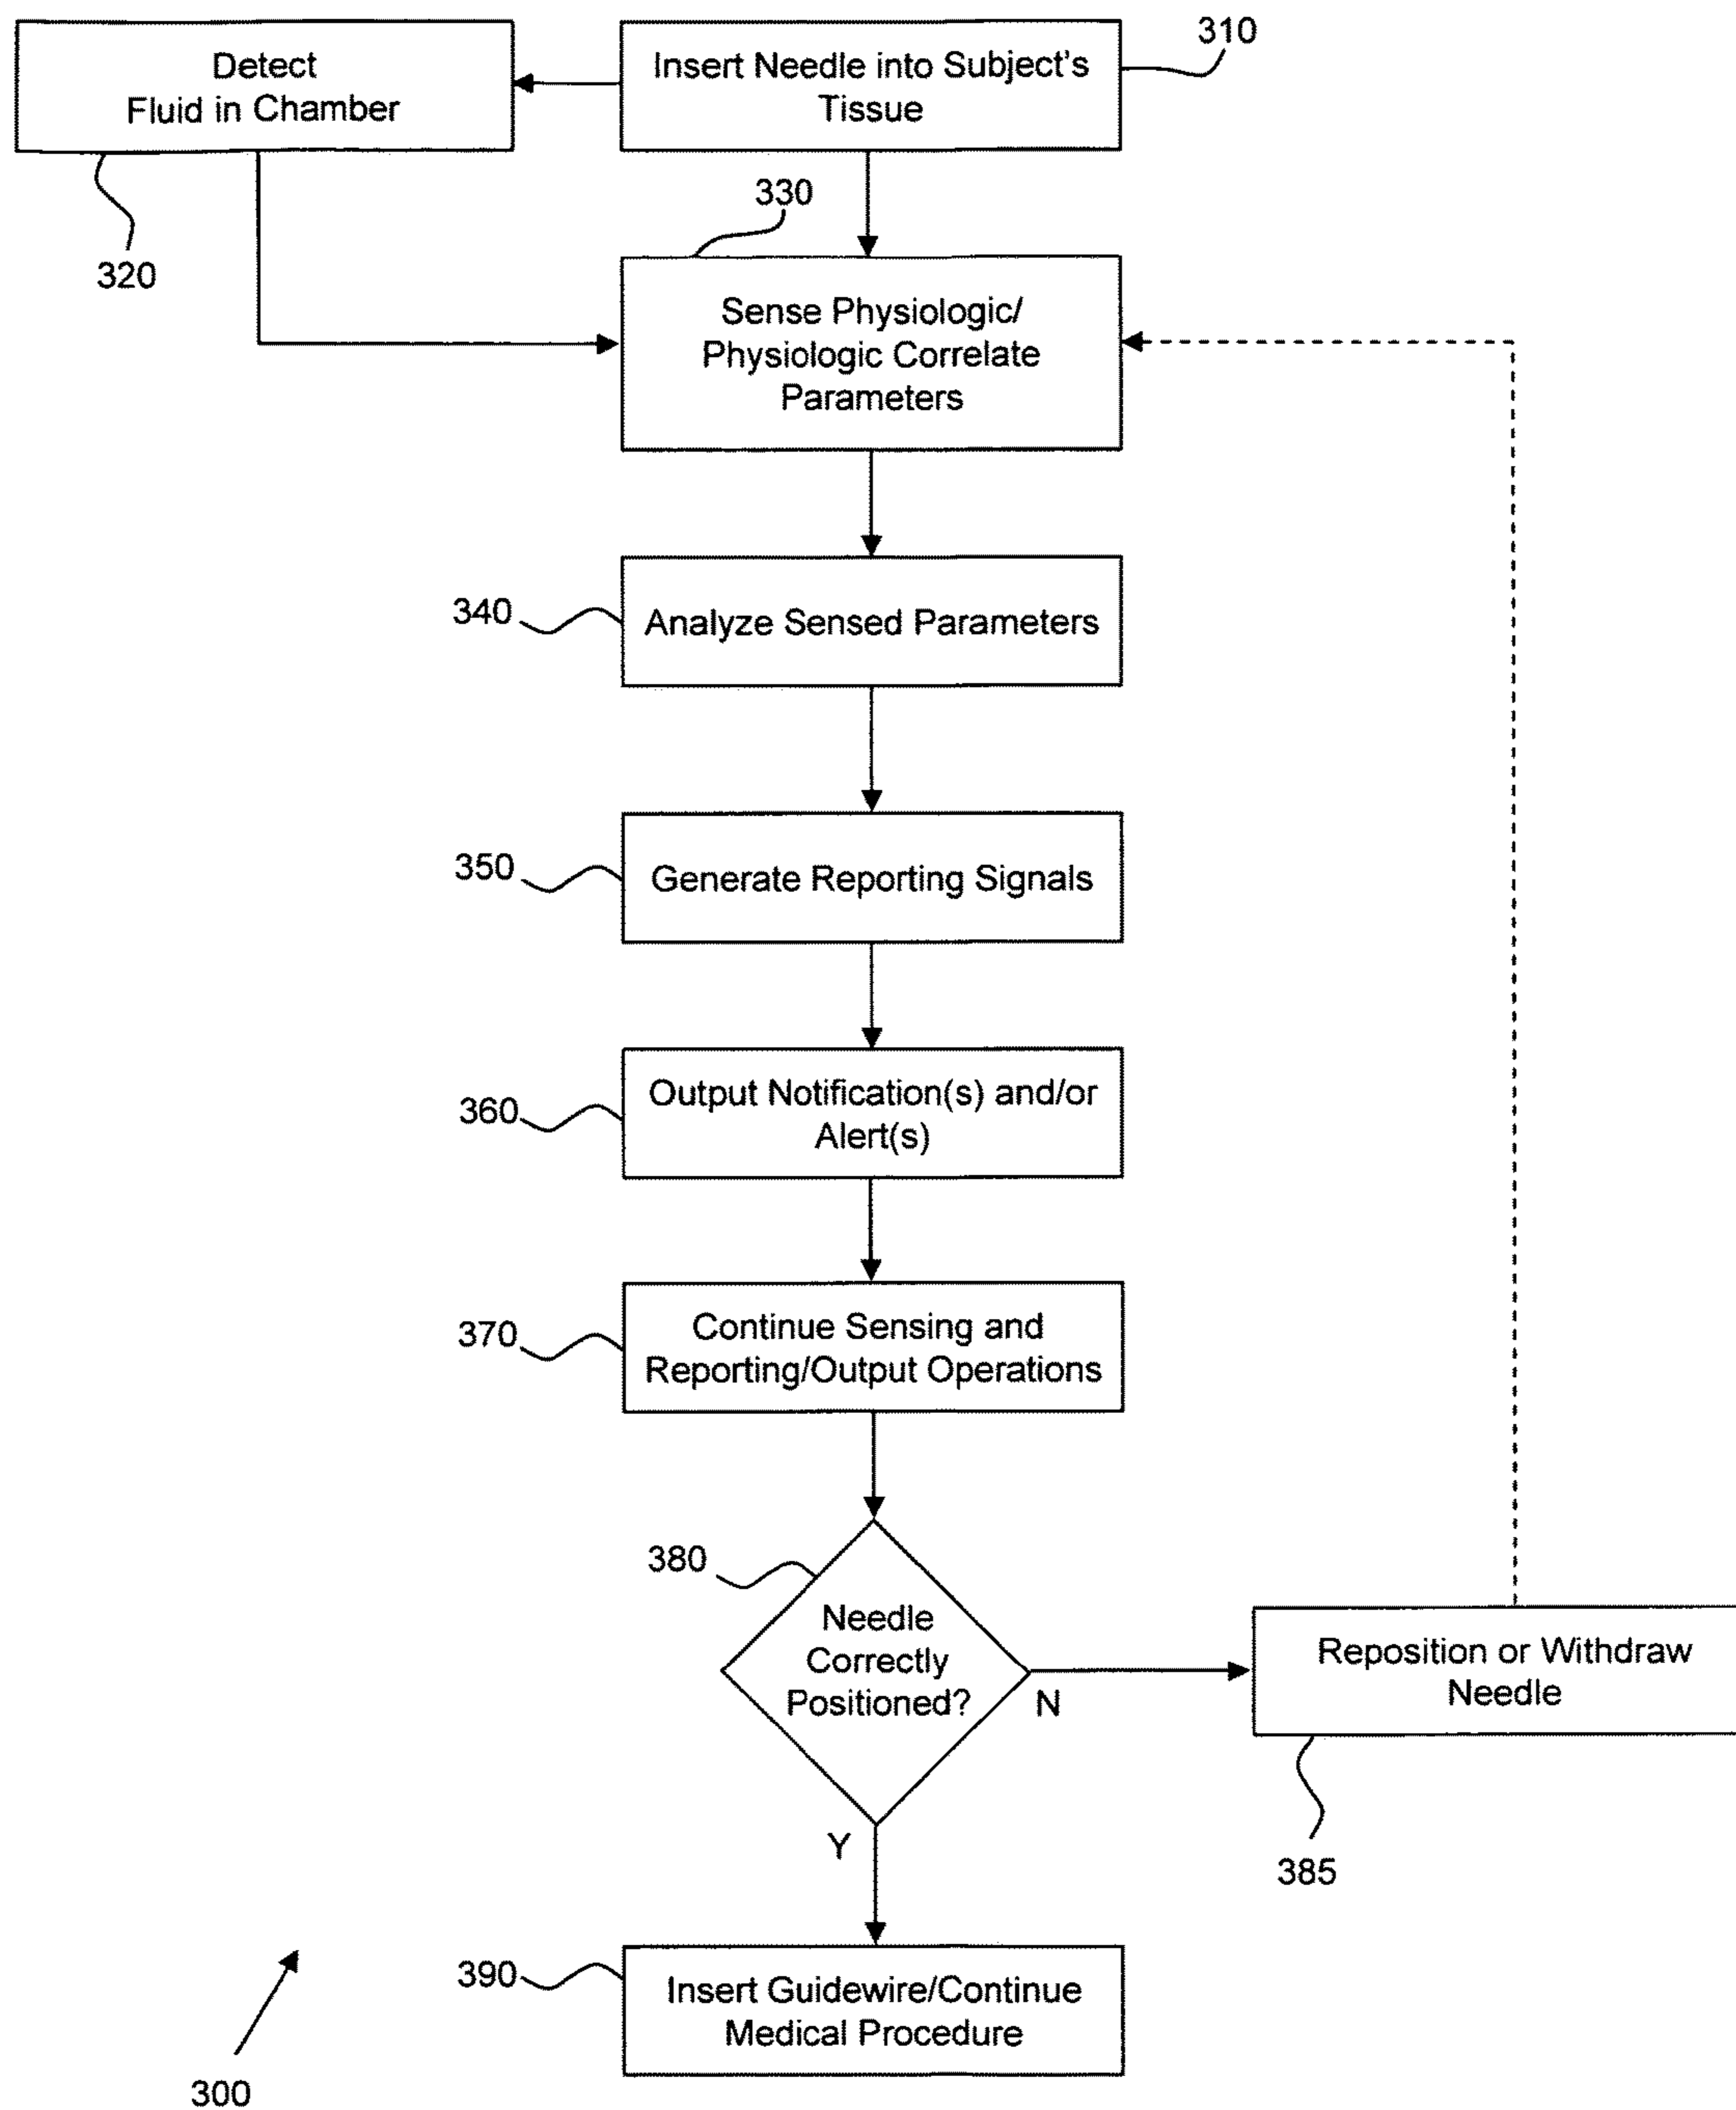 Detect
Fluid in Chamber
Insert Needle into Subject's
Tissue
310
320
330
Sense Physiologic/
Physiologic Correlate
Parameters
340
Analyze Sensed Parameters
350
Generate Reporting Signals
360
Output Notification(s) and/or
Alert(s)
370
Continue Sensing and
Reporting/Output Operations
380
Needle
Correctly
Positioned?
N
Reposition or Withdraw
Needle
385
Y
390
Insert Guidewire/Continue
Medical Procedure
300